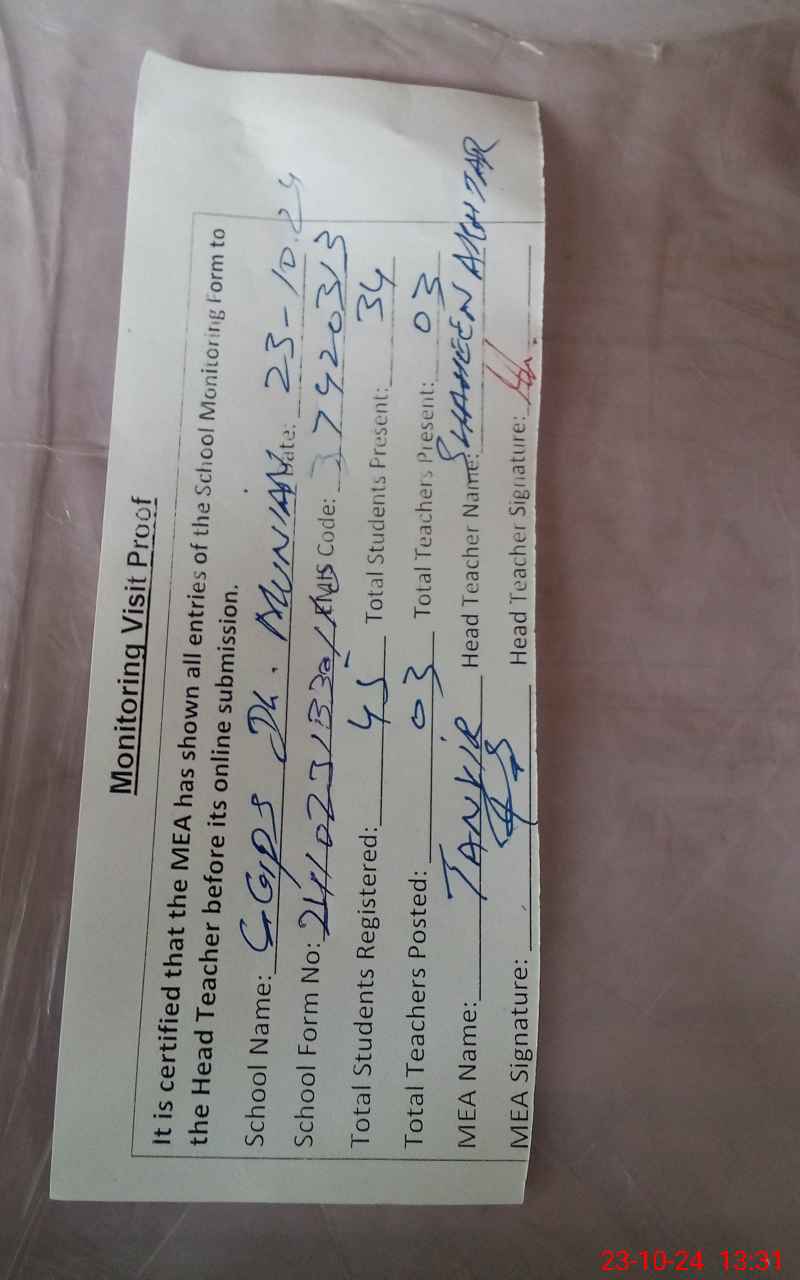 Monitoring Visit Proof
It is certified that the MEA has shown all entries of the School Monitoring Form to
the Head Teacher before its online submission.
School Name: GGPS Dk. MUNIAN Date: 23-10.24
School Form No: EMIS Code: 37420313
Total Students Registered: 45 Total Students Present: 34
Total Teachers Posted: 03 Total Teachers Present: 03
MEA Name: TANVIR Head Teacher Name: SHAHEEN AKHTAR
MEA Signature: Head Teacher Signature:
23-10-24 13:31